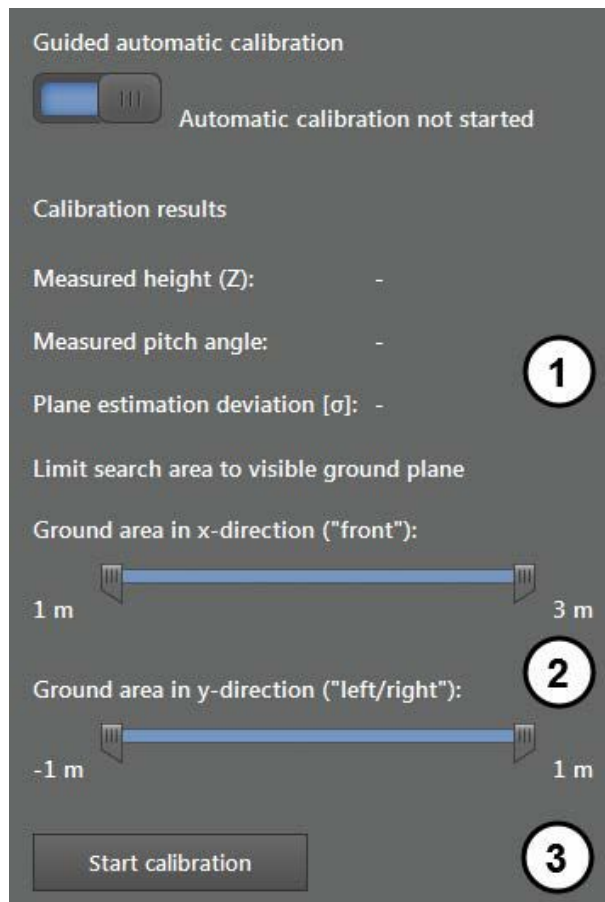 Guided automatic calibration
Automatic calibration not started
Calibration results
Measured height (Z): -
Measured pitch angle: -
1
Plane estimation deviation [σ]: -
Limit search area to visible ground plane
Ground area in x-direction ("front"):
1 m 3 m
2
Ground area in y-direction ("left/right"):
-1 m 1 m
Start calibration 3